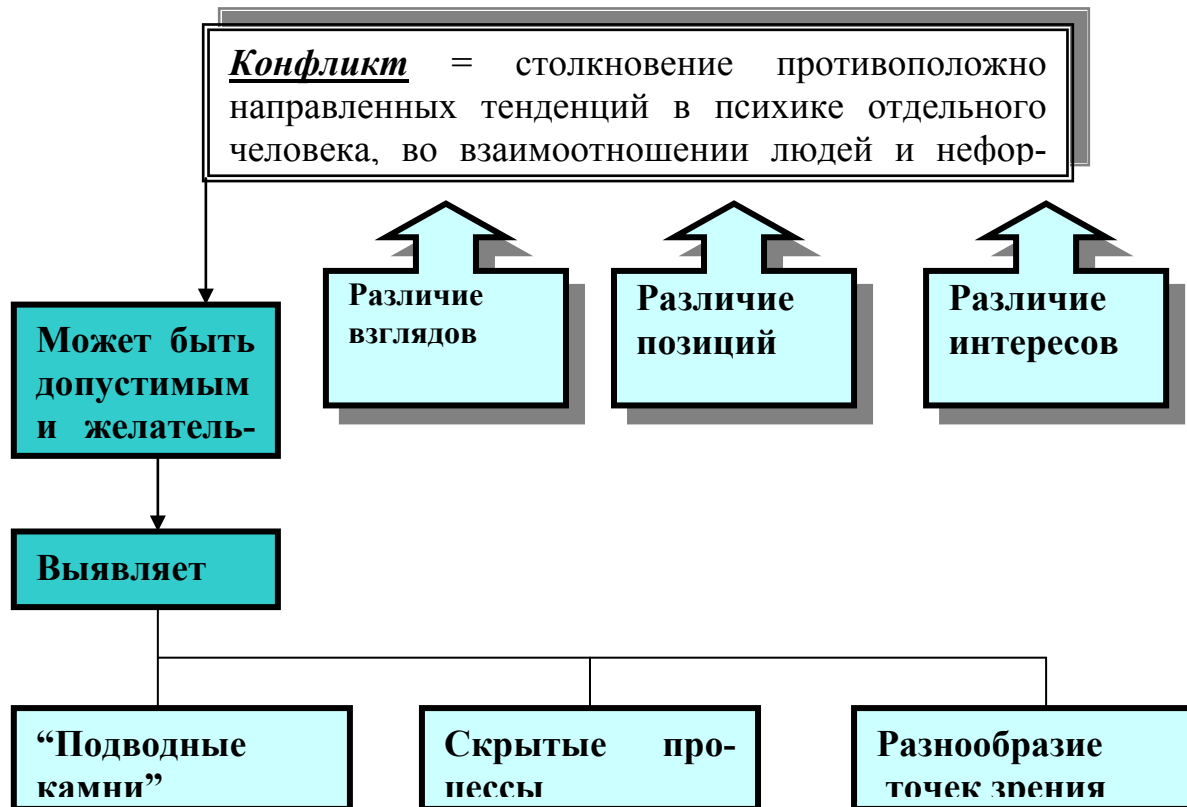 Конфликт = столкновение противоположно
направленных тенденций в психике отдельного
человека, во взаимоотношении людей и нефор-
Различие
взглядов
Различие
позиций
Различие
интересов
Может быть
допустимым
и желатель-
Выявляет
“Подводные
камни”
Скрытые про-
цессы
Разнообразие
точек зрения